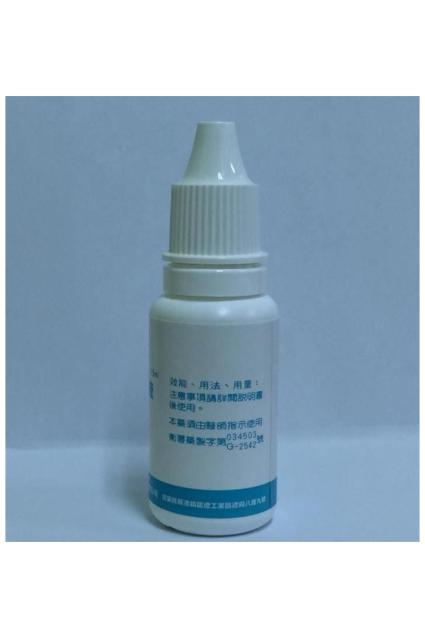 效能、用法、用量：
注意事項請詳閱說明書
後使用。
本藥須由醫師指示使用
衛署藥製字第034503號
G-2542